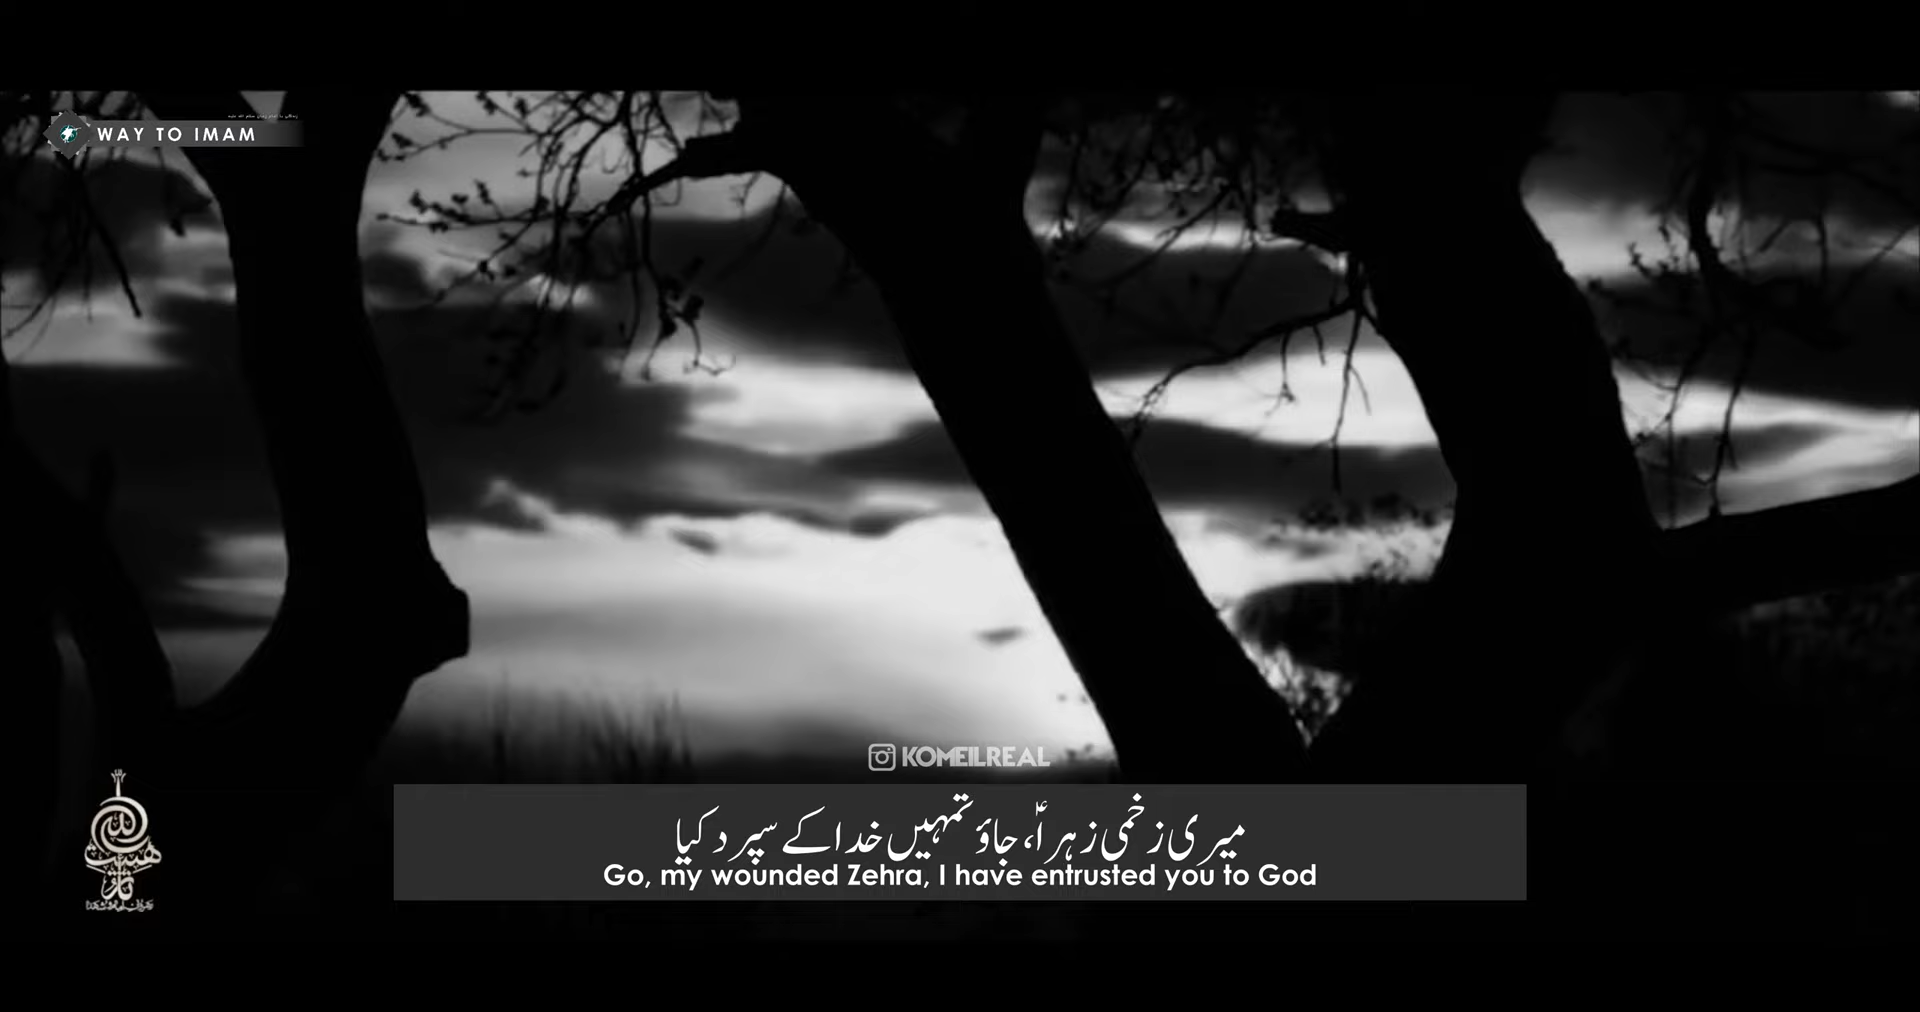 WAY TO IMAM
KOMEILREAL
میری زخمی زہراؑ، جاؤ تمہیں خدا کے سپرد کیا
Go, my wounded Zehra, I have entrusted you to God